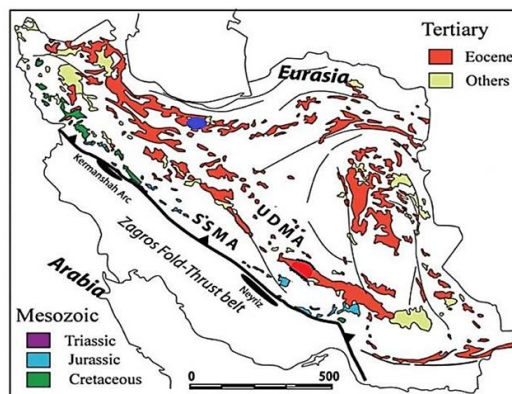 Tertiary
Eocene
Others
Eurasia
Kermanshah Arc
SSMA
UDMA
Zagros Fold-Thrust belt
Neyriz
Arabia
Mesozoic
Triassic
Jurassic
Cretaceous
0 500